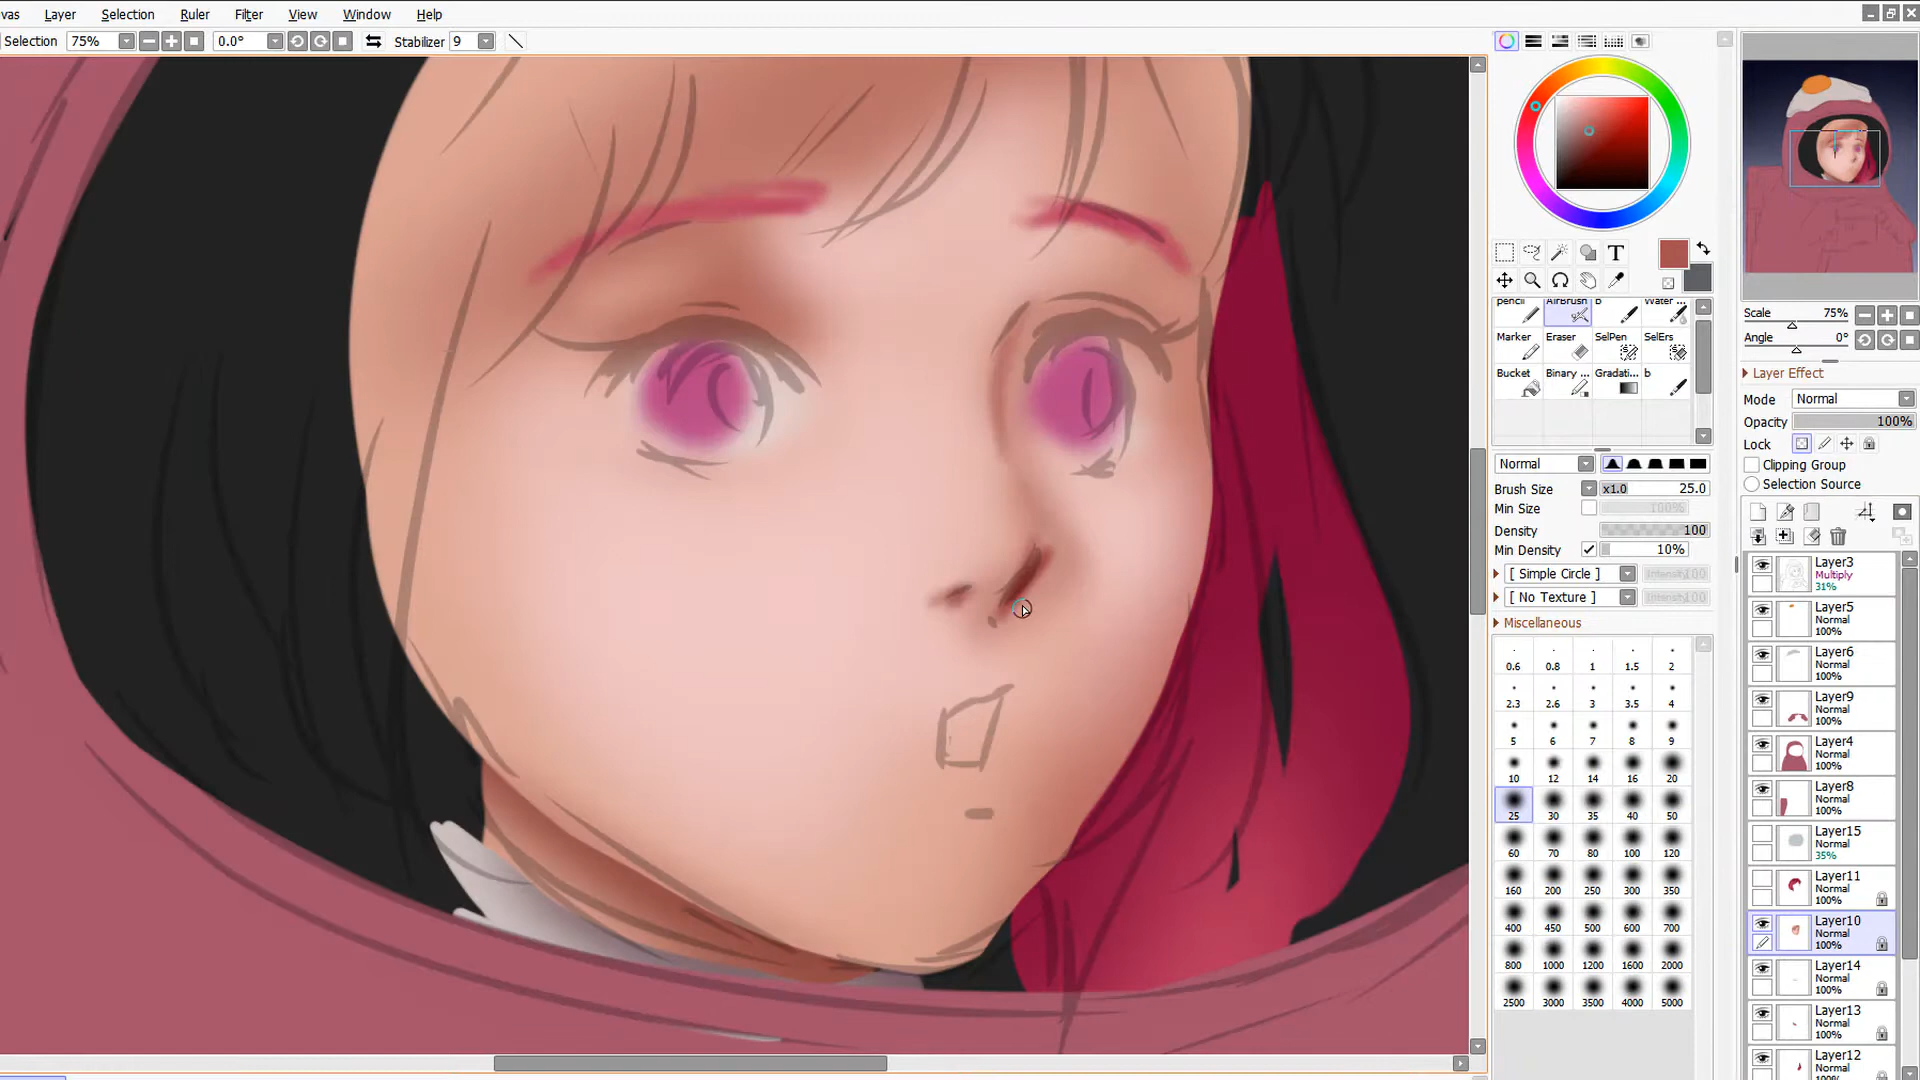 vas Layer Selection Ruler Filter View Window Help
Selection 75% 0.0° Stabilizer 9
T
pencil AirBrush b Water ...
Marker Eraser SelPen SelErs
Bucket Binary ... Gradati... b
Normal
Brush Size x1.0 25.0
Min Size 100%
Density 100
Min Density 10%
[ Simple Circle ] Intensity 100
[ No Texture ] Intensity 100
Miscellaneous
0.6 0.8 1 1.5 2
2.3 2.6 3 3.5 4
5 6 7 8 9
10 12 14 16 20
25 30 35 40 50
60 70 80 100 120
160 200 250 300 350
400 450 500 600 700
800 1000 1200 1600 2000
2500 3000 3500 4000 5000
Scale 75%
Angle 0°
Layer Effect
Mode Normal
Opacity 100%
Lock
Clipping Group
Selection Source
Layer3
Multiply
31%
Layer5
Normal
100%
Layer6
Normal
100%
Layer9
Normal
100%
Layer4
Normal
100%
Layer8
Normal
100%
Layer15
Normal
35%
Layer11
Normal
100%
Layer10
Normal
100%
Layer14
Normal
100%
Layer13
Normal
100%
Layer12
Normal
100%